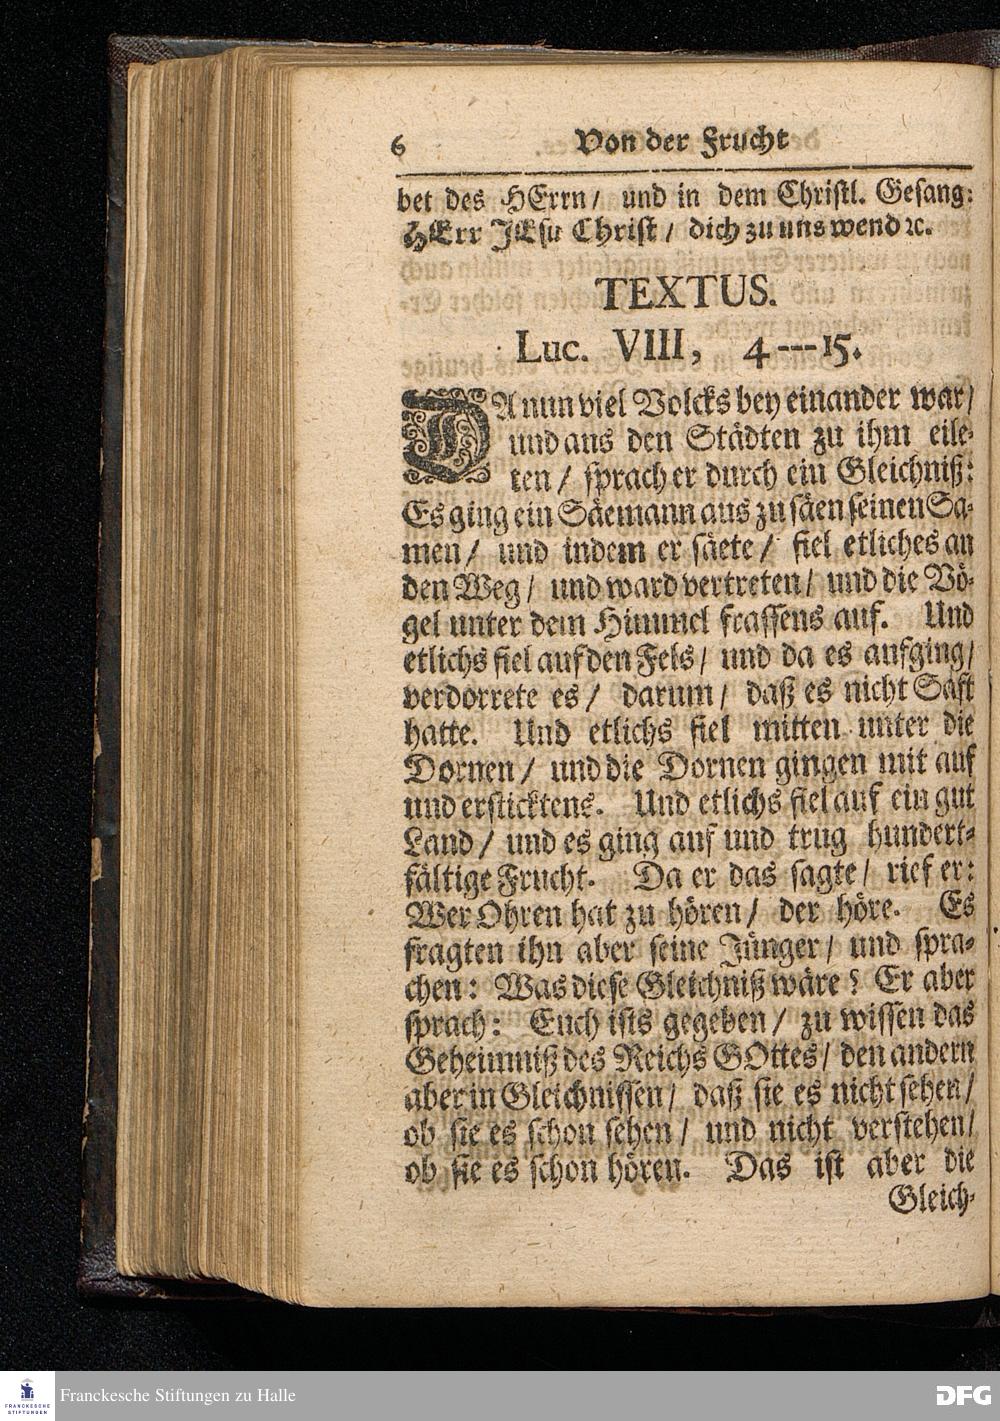 6 Von der Frucht
bet des HErrn/ und in dem Christl. Gesang:
HErr JEsu Christ/ dich zu uns wend ꝛc.
TEXTUS.
Luc. VIII, 4---15.
DA nun viel Volcks bey einander war/
und aus den Städten zu ihm eile-
ten/ sprach er durch ein Gleichniß:
Es ging ein Säemann aus zu säen seinen Sa-
men/ und indem er säete/ fiel etliches an
den Weg/ und ward vertreten/ und die Vö-
gel unter dem Himmel frassens auf. Und
etlichs fiel auf den Fels/ und da es aufging/
verdorrete es/ darum/ daß es nicht Saft
hatte. Und etlichs fiel mitten unter die
Dornen/ und die Dornen gingen mit auf
und ersticktens. Und etlichs fiel auf ein gut
Land/ und es ging auf und trug hundert-
fältige Frucht. Da er das sagte/ rief er:
Wer Ohren hat zu hören/ der höre. Es
fragten ihn aber seine Jünger/ und spra-
chen: Was diese Gleichniß wäre? Er aber
sprach: Euch ists gegeben/ zu wissen das
Geheimniß des Reichs GOttes/ den andern
aber in Gleichnissen/ daß sie es nicht sehen/
ob sie es schon sehen/ und nicht verstehen/
ob sie es schon hören. Das ist aber die
Gleich-
FRANCKESCHE
STIFTUNGEN
Franckesche Stiftungen zu Halle
DFG